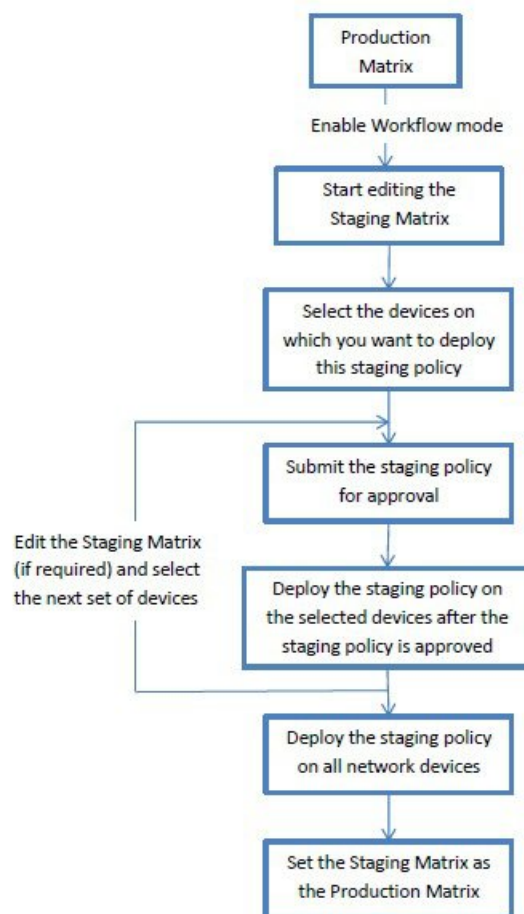 Production
Matrix
Enable Workflow mode
Start editing the
Staging Matrix
Select the devices on
which you want to deploy
this staging policy
Submit the staging policy
for approval
Edit the Staging Matrix
(if required) and select
the next set of devices
Deploy the staging policy on
the selected devices after the
staging policy is approved
Deploy the staging policy
on all network devices
Set the Staging Matrix as
the Production Matrix